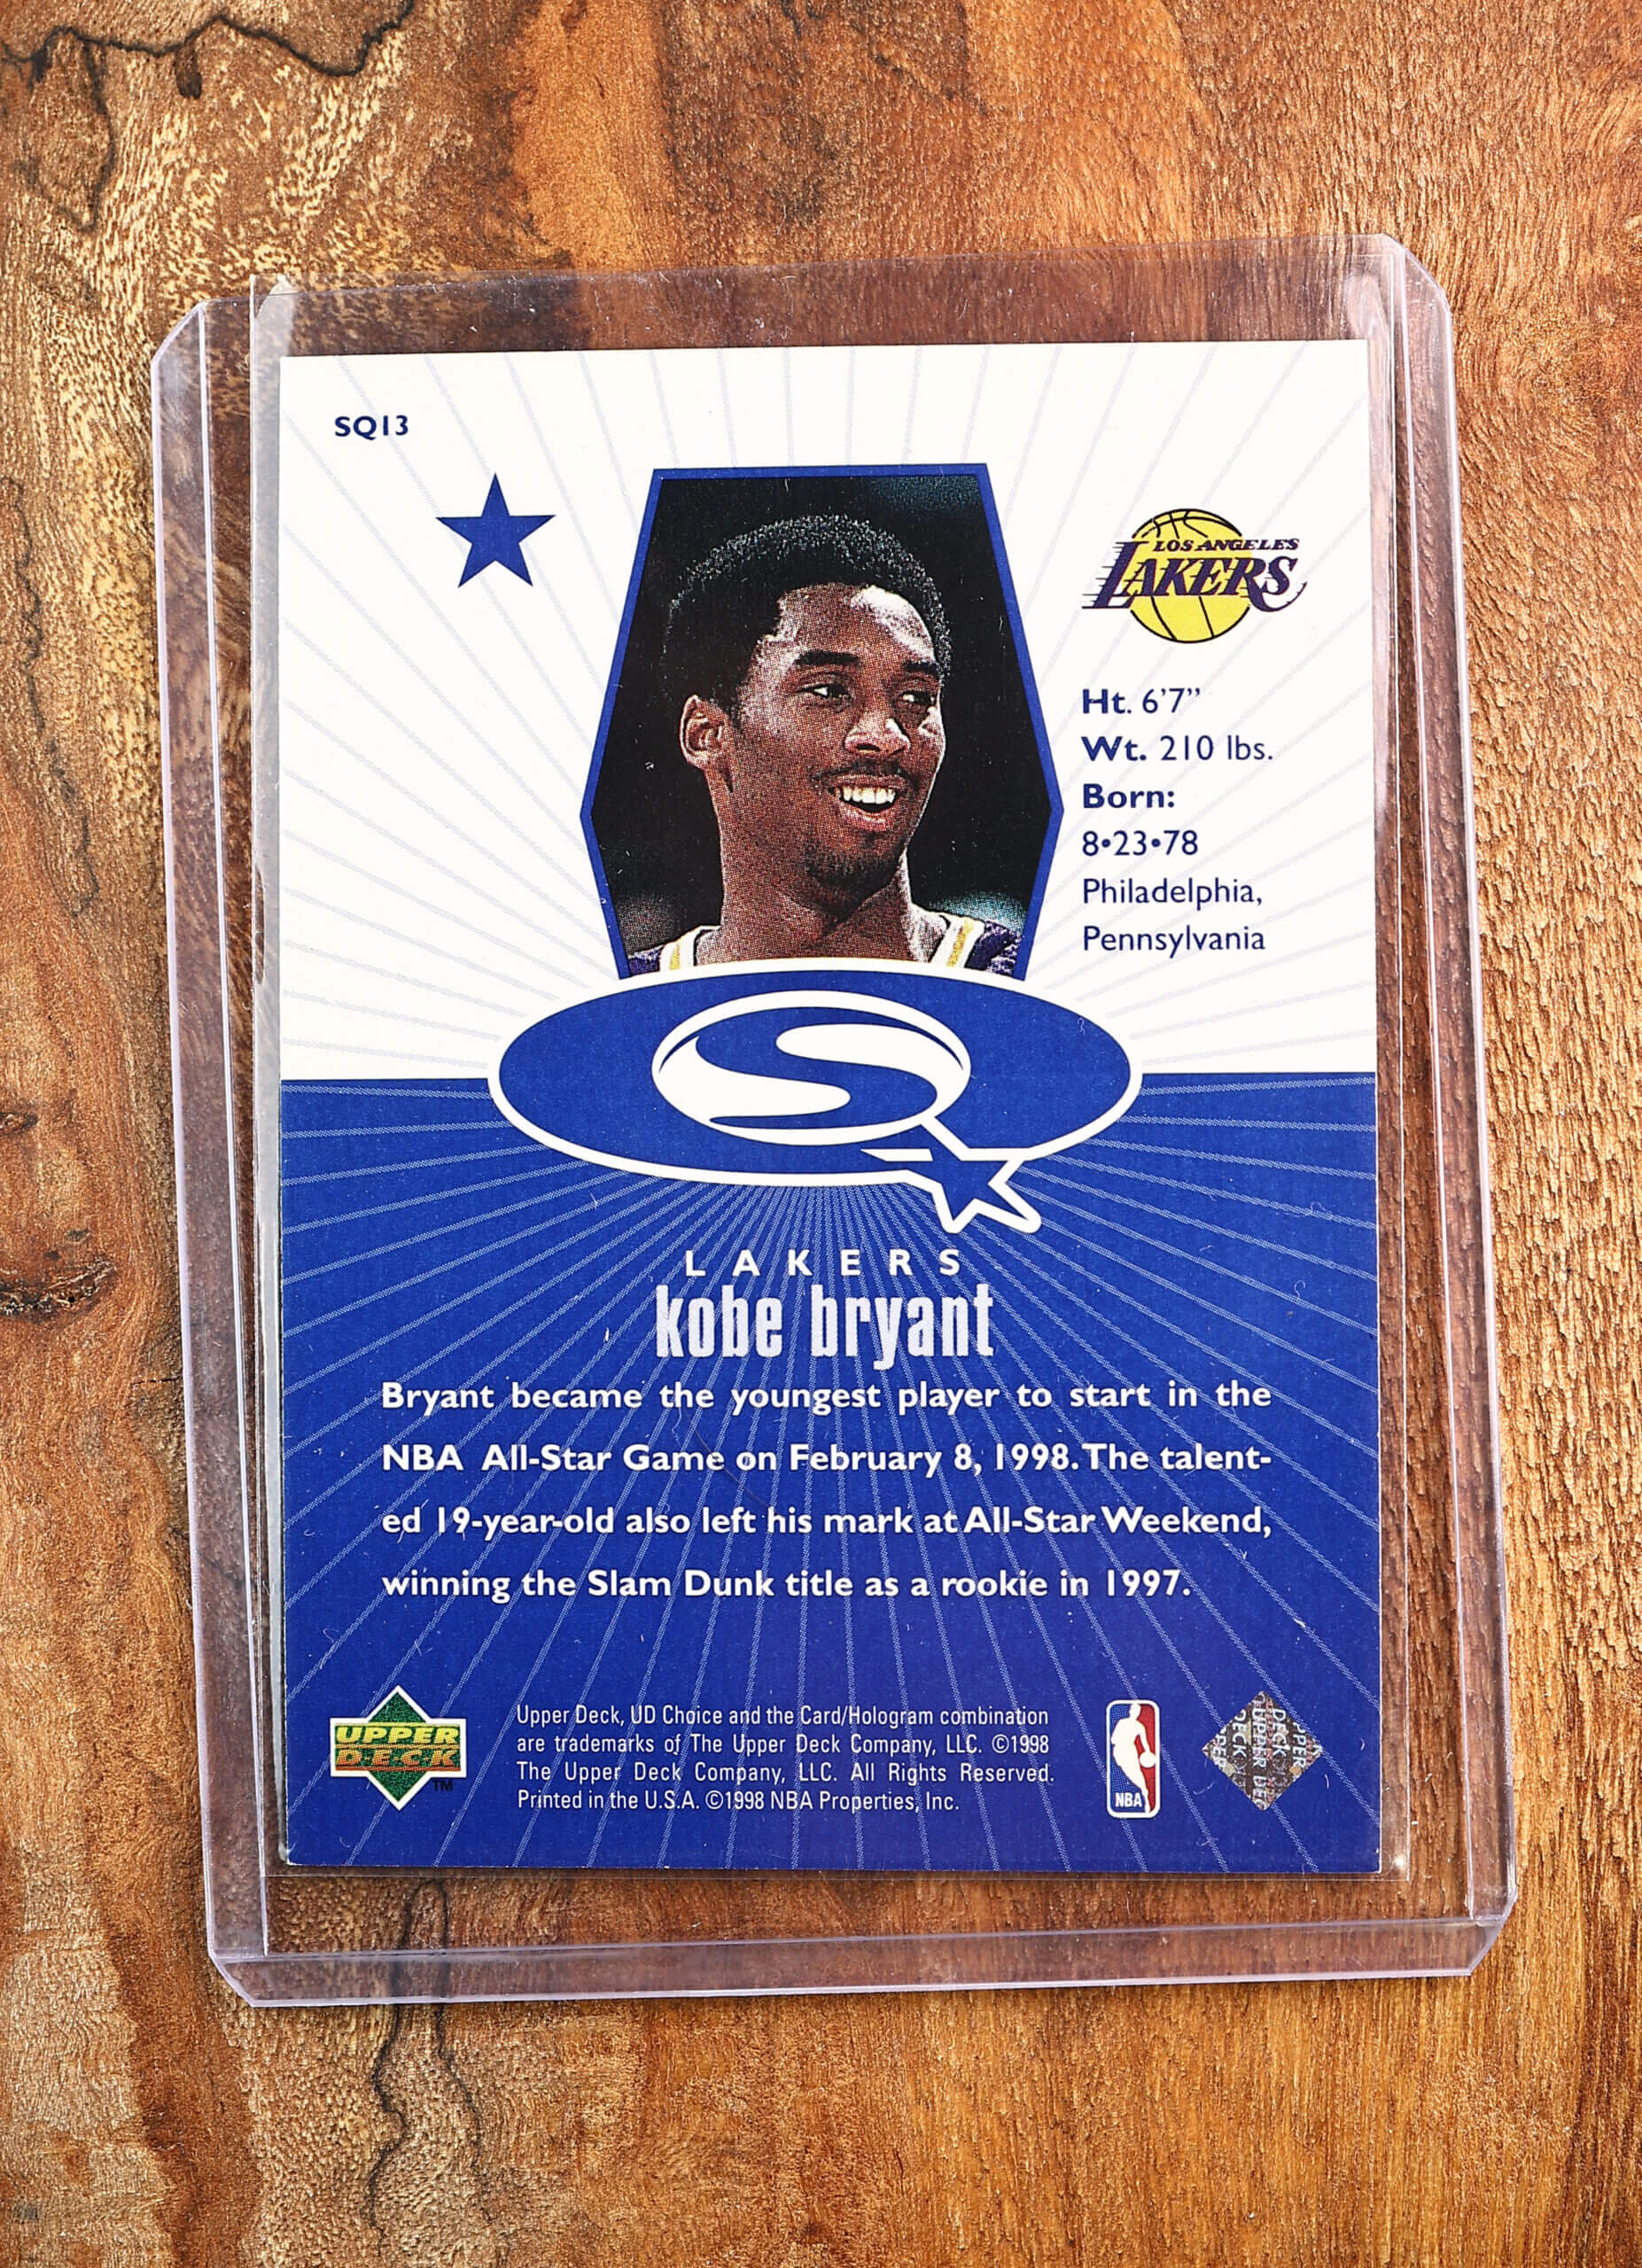 SQ13
LOS ANGELES
LAKERS
Ht. 6'7”
Wt. 210 lbs.
Born:
8•23•78
Philadelphia,
Pennsylvania
S
LAKERS
kobe bryant
Bryant became the youngest player to start in the
NBA All-Star Game on February 8, 1998. The talent-
ed 19-year-old also left his mark at All-Star Weekend,
winning the Slam Dunk title as a rookie in 1997.
UPPER
DECK
TM
Upper Deck, UD Choice and the Card/Hologram combination
are trademarks of The Upper Deck Company, LLC. ©1998
The Upper Deck Company, LLC. All Rights Reserved.
Printed in the U.S.A. ©1998 NBA Properties, Inc.
NBA
UPPER
DECK